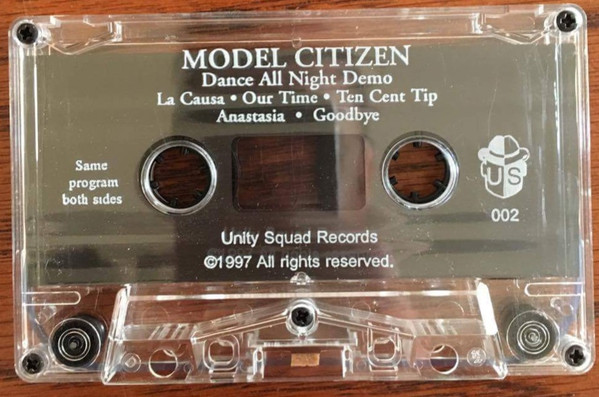 MODEL CITIZEN
Dance All Night Demo
La Causa • Our Time • Ten Cent Tip
Anastasia • Goodbye
Same
program
both sides
US
002
Unity Squad Records
©1997 All rights reserved.